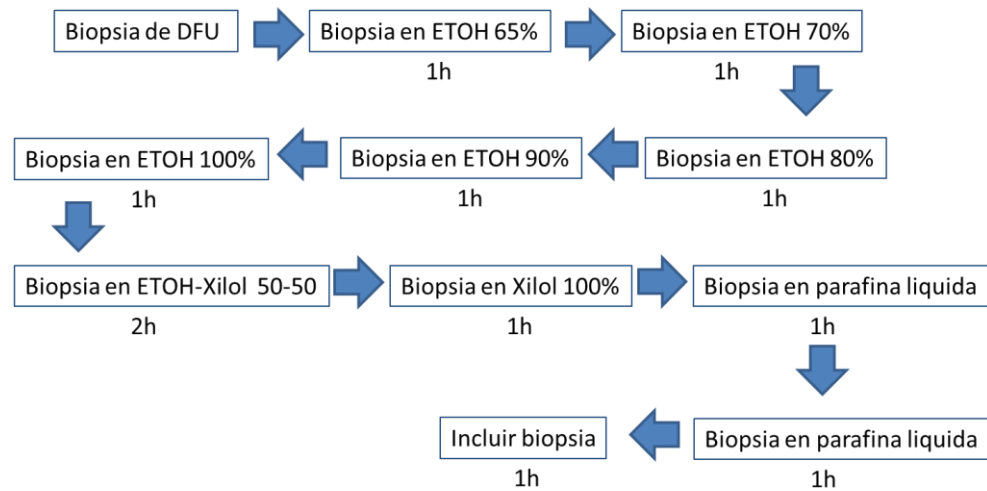 Biopsia de DFU
Biopsia en ETOH 65%
1h
Biopsia en ETOH 70%
1h
Biopsia en ETOH 80%
1h
Biopsia en ETOH 90%
1h
Biopsia en ETOH 100%
1h
Biopsia en ETOH-Xilol 50-50
2h
Biopsia en Xilol 100%
1h
Biopsia en parafina liquida
1h
Biopsia en parafina liquida
1h
Incluir biopsia
1h